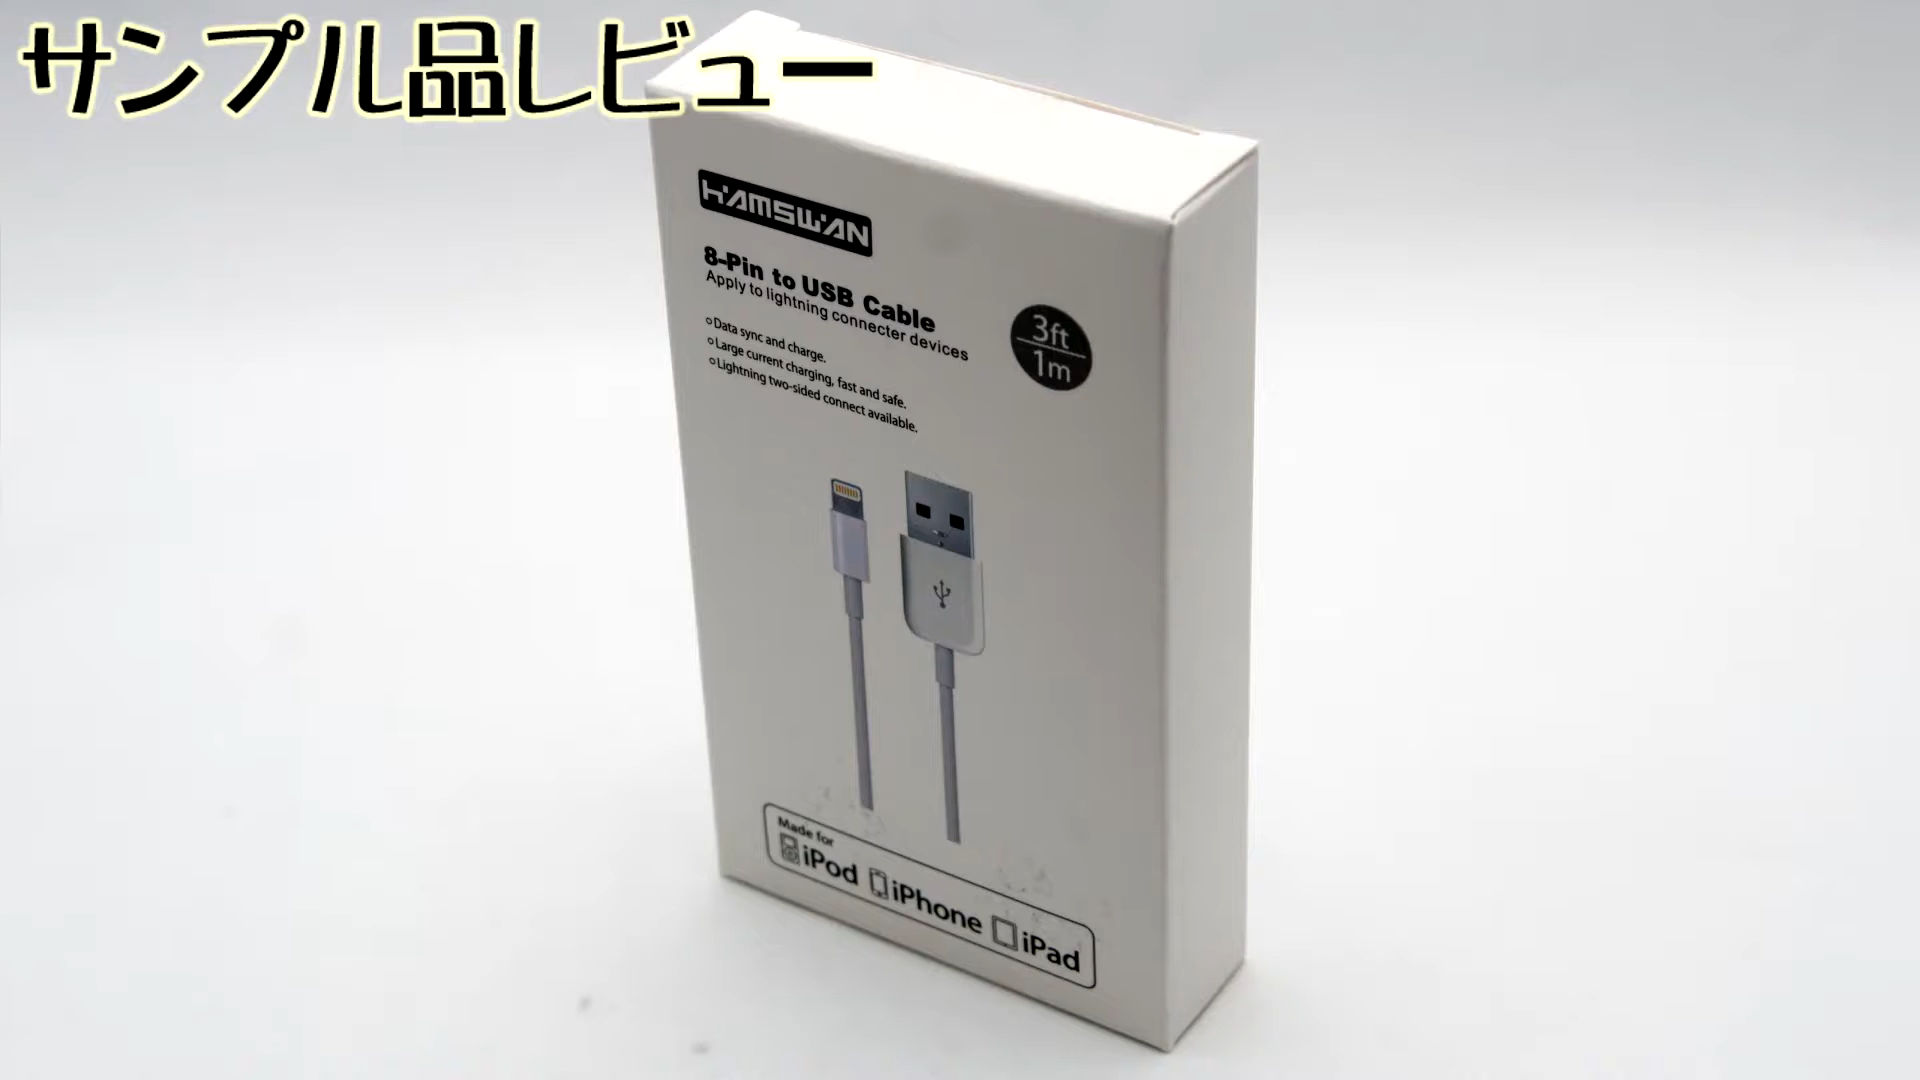 サンプル品レビュー
HAMSWAN
8-Pin to USB Cable
Apply to lightning connecter devices
Data sync and charge.
Large current charging, fast and safe.
Lightning two-sided connect available.
3ft
1m
Made for
iPod iPhone iPad